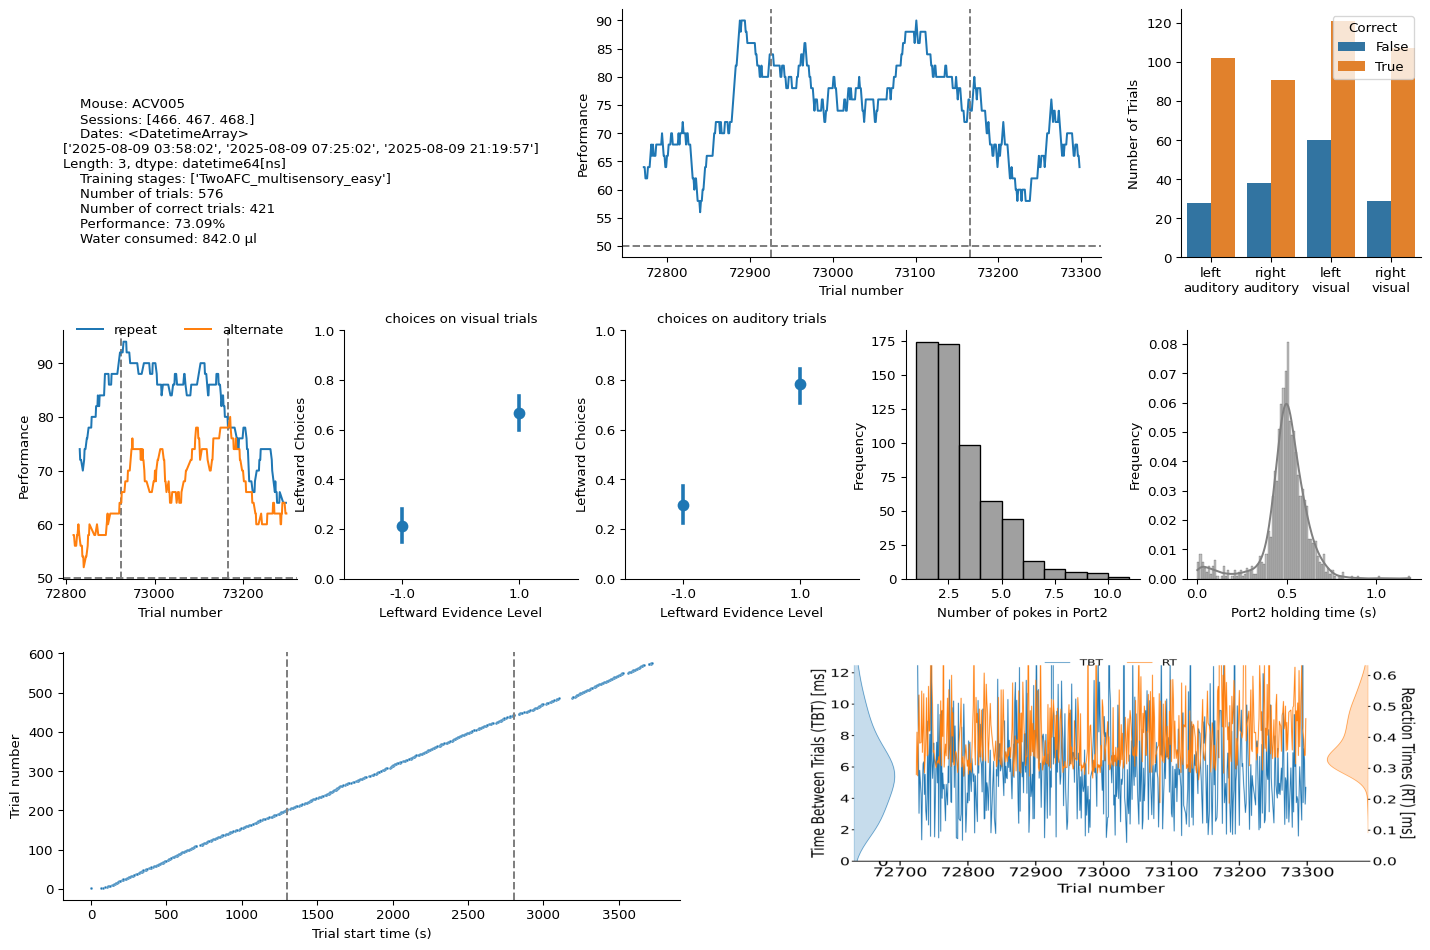 Mouse: ACV005
Sessions: [466. 467. 468.]
Dates: <DatetimeArray>
['2025-08-09 03:58:02', '2025-08-09 07:25:02', '2025-08-09 21:19:57']
Length: 3, dtype: datetime64[ns]
Training stages: ['TwoAFC_multisensory_easy']
Number of trials: 576
Number of correct trials: 421
Performance: 73.09%
Water consumed: 842.0 µl
Performance
90
85
80
75
70
65
60
55
50
72800 72900 73000 73100 73200 73300
Trial number
Number of Trials
120
100
80
60
40
20
0
Correct
False
True
left auditory
right auditory
left visual
right visual
repeat alternate
Performance
90
80
70
60
50
72800 73000 73200
Trial number
choices on visual trials
Leftward Choices
1.0
0.8
0.6
0.4
0.2
0.0
-1.0 1.0
Leftward Evidence Level
choices on auditory trials
Leftward Choices
1.0
0.8
0.6
0.4
0.2
0.0
-1.0 1.0
Leftward Evidence Level
Frequency
175
150
125
100
75
50
25
0
2.5 5.0 7.5 10.0
Number of pokes in Port2
Frequency
0.08
0.07
0.06
0.05
0.04
0.03
0.02
0.01
0.00
0.0 0.5 1.0
Port2 holding time (s)
Trial number
600
500
400
300
200
100
0
0 500 1000 1500 2000 2500 3000 3500
Trial start time (s)
TBT RT
Time Between Trials (TBT) [ms]
12
10
8
6
4
2
0
0.6
0.5
0.4
0.3
0.2
0.1
0.0
Reaction Times (RT) [ms]
72700 72800 72900 73000 73100 73200 73300
Trial number